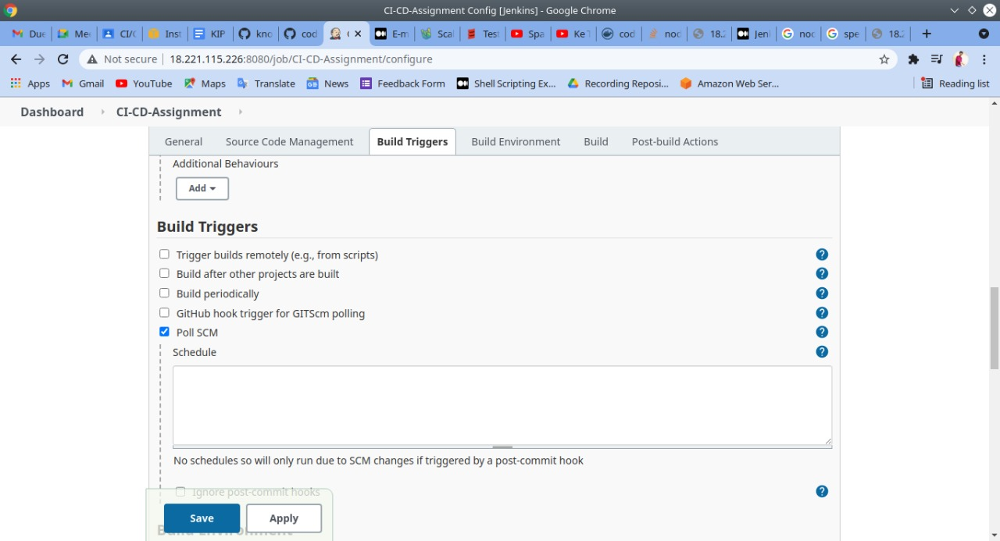 CI-CD-Assignment Config [Jenkins] - Google Chrome
Due Me CI/C Inst KIP kno cod E-m Scal Test Spa Ke T cod nod 18.2 Jen noc spe 18.2
Not secure 18.221.115.226:8080/job/CI-CD-Assignment/configure
Apps Gmail YouTube Maps Translate News Feedback Form Shell Scripting Ex... Recording Reposi... Amazon Web Ser... Reading list
Dashboard CI-CD-Assignment
General Source Code Management Build Triggers Build Environment Build Post-build Actions
Additional Behaviours
Add
Build Triggers
Trigger builds remotely (e.g., from scripts)
Build after other projects are built
Build periodically
GitHub hook trigger for GITScm polling
Poll SCM
Schedule
No schedules so will only run due to SCM changes if triggered by a post-commit hook
Ignore post-commit hooks
Save Apply
Build Environment